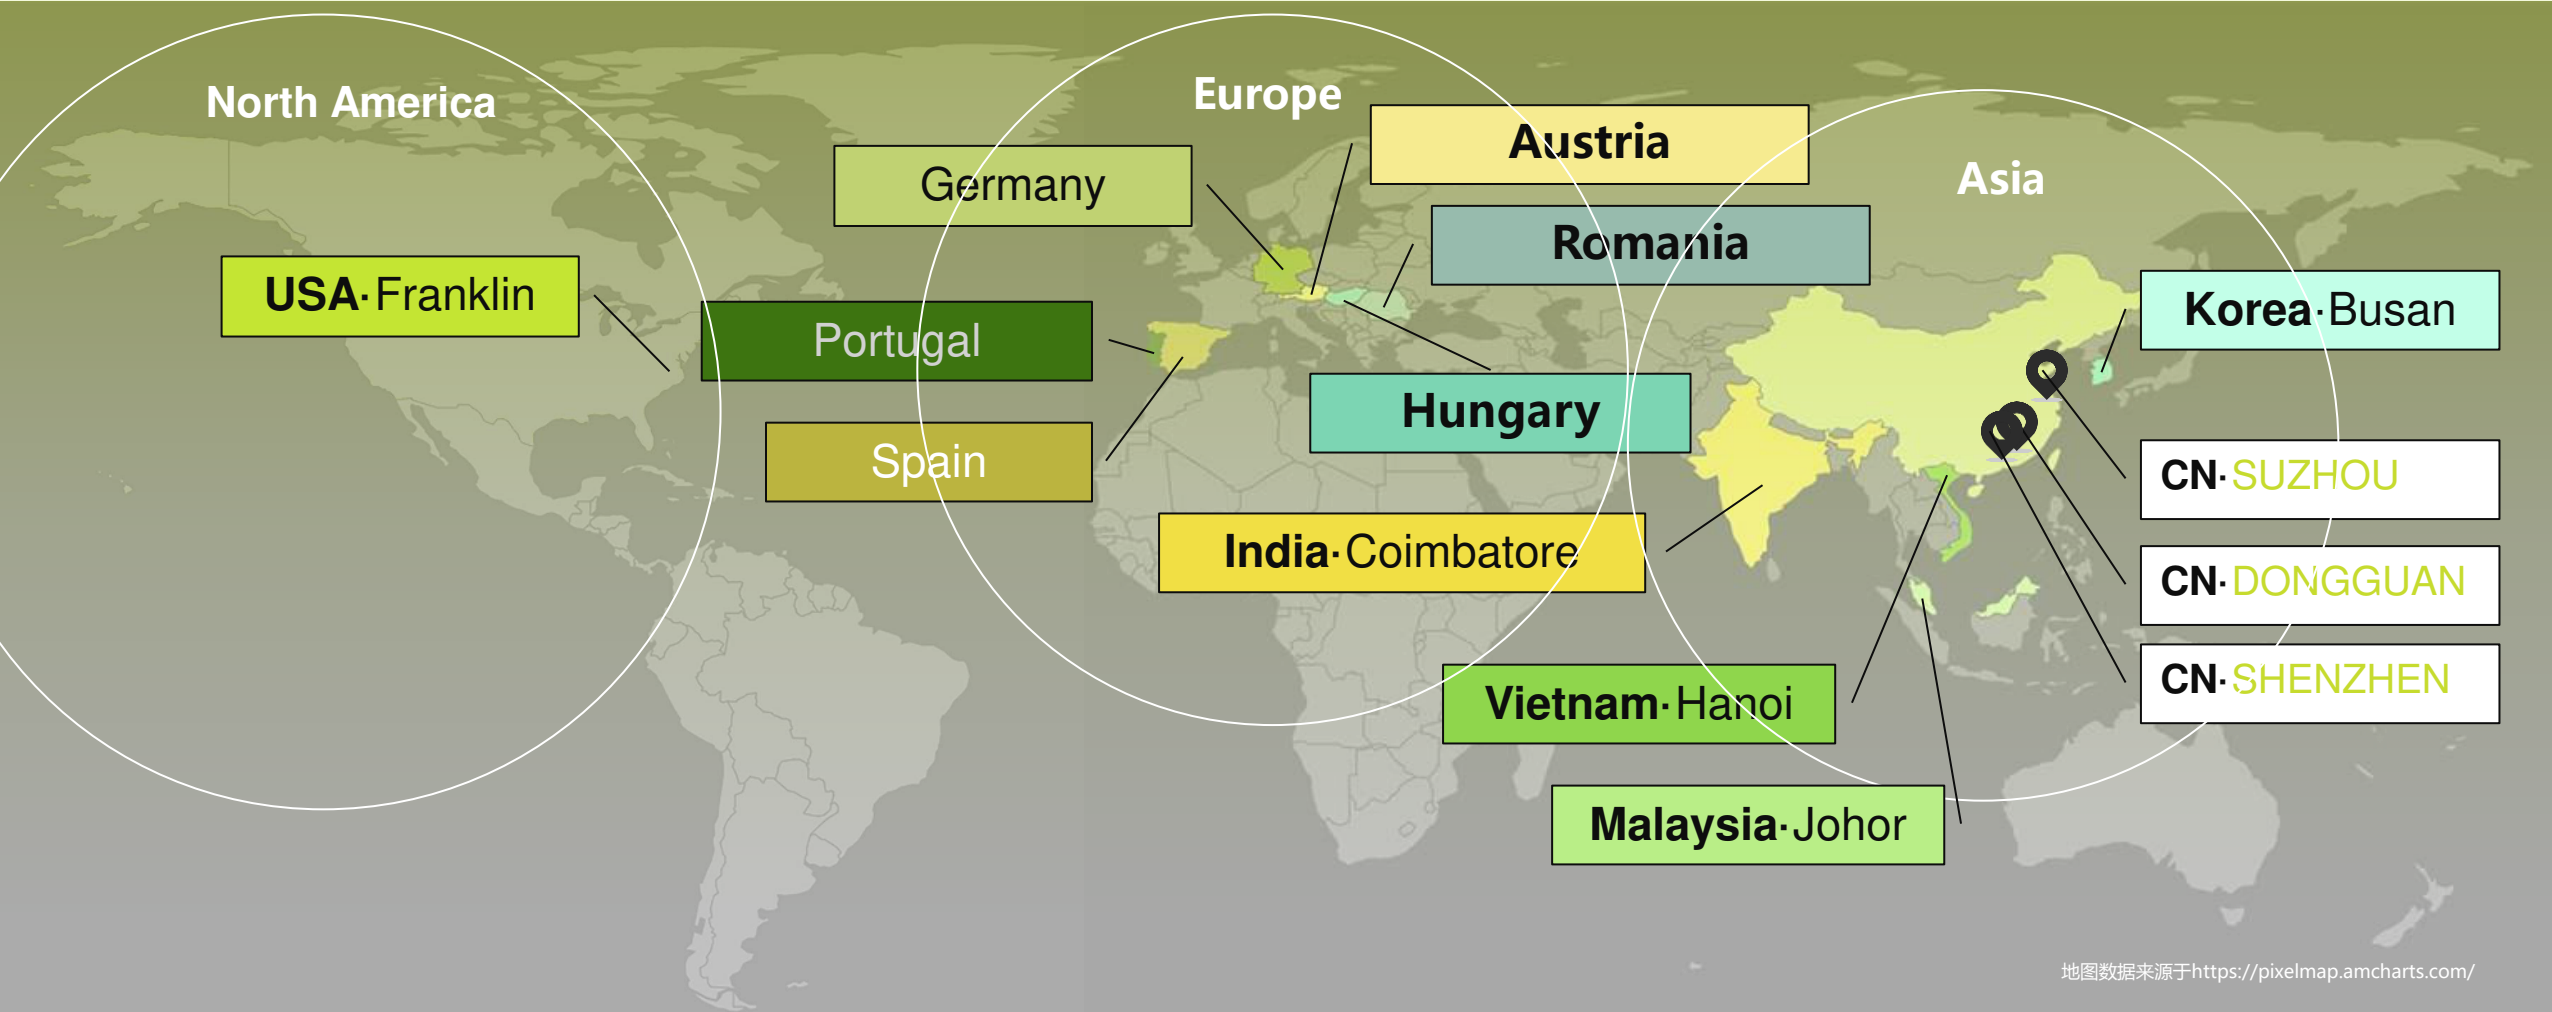 North America
Europe
Asia
Austria
Germany
Romania
USA·Franklin
Korea·Busan
Portugal
Hungary
Spain
CN·SUZHOU
India·Coimbatore
CN·DONGGUAN
CN·SHENZHEN
Vietnam·Hanoi
Malaysia·Johor
地图数据来源于https://pixelmap.amcharts.com/